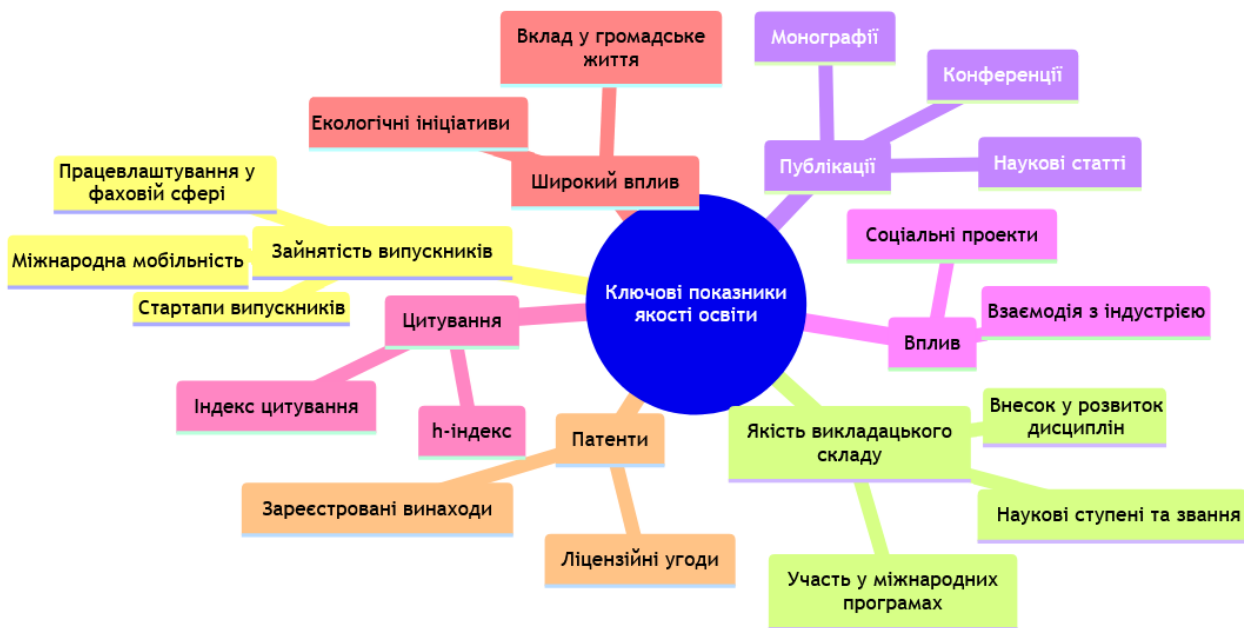 Ключові показники
якості освіти
Вклад у громадське
життя
Екологічні ініціативи
Широкий вплив
Монографії
Конференції
Публікації
Наукові статті
Працевлаштування у
фаховій сфері
Зайнятість випускників
Міжнародна мобільність
Стартапи випускників
Соціальні проекти
Взаємодія з індустрією
Вплив
Цитування
Індекс цитування
h-індекс
Патенти
Зареєстровані винаходи
Ліцензійні угоди
Якість викладацького
складу
Внесок у розвиток
дисциплін
Наукові ступені та звання
Участь у міжнародних
програмах